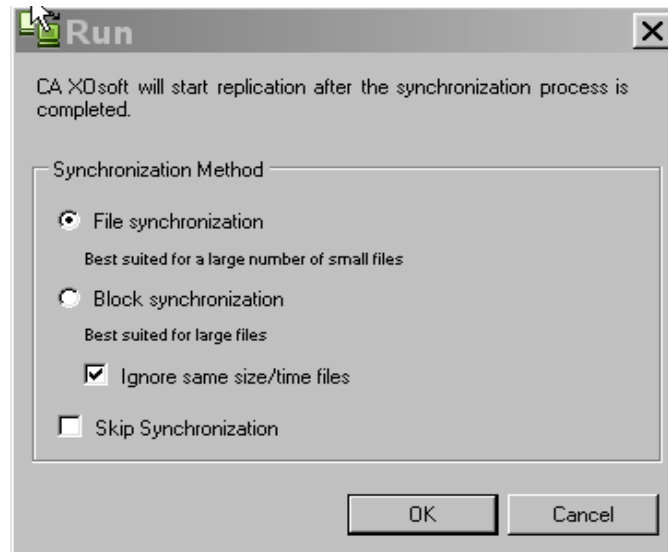 Run
CA XOsoft will start replication after the synchronization process is
completed.
Synchronization Method
File synchronization
Best suited for a large number of small files
Block synchronization
Best suited for large files
Ignore same size/time files
Skip Synchronization
OK
Cancel